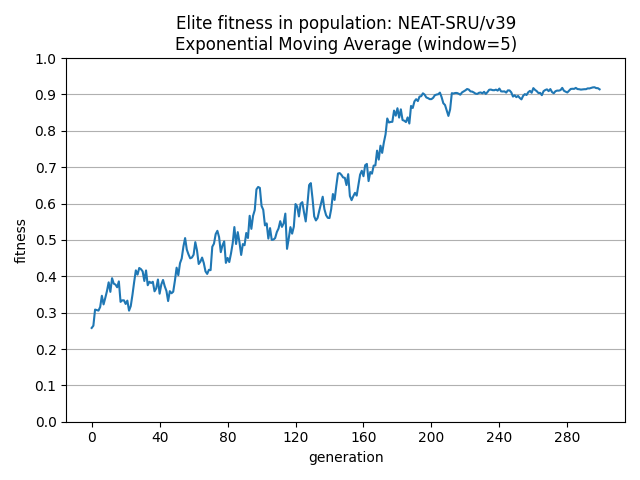 Elite fitness in population: NEAT-SRU/v39
Exponential Moving Average (window=5)
1.0
0.9
0.8
0.7
0.6
0.5
0.4
0.3
0.2
0.1
0.0
fitness
0 40 80 120 160 200 240 280
generation